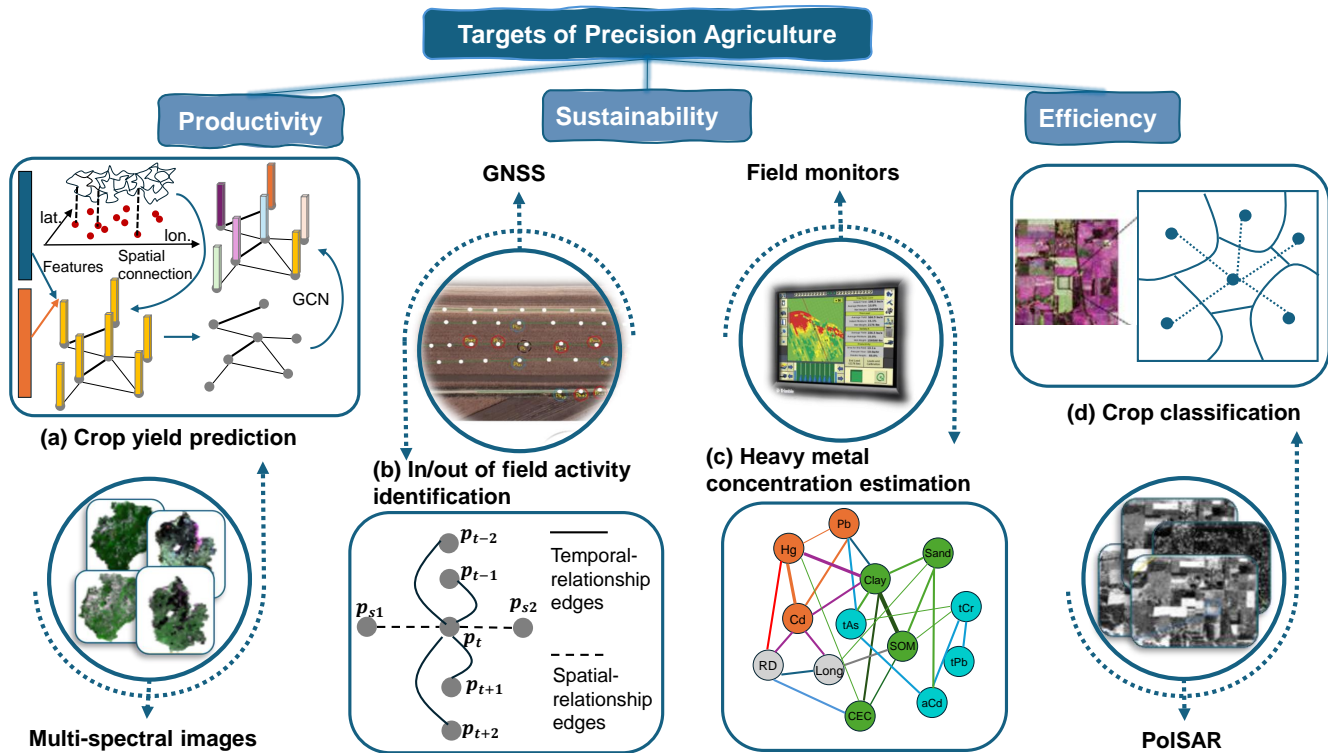 Targets of Precision Agriculture
Productivity
Sustainability
Efficiency
lat.
lon.
Features
Spatial
connection
GCN
(a) Crop yield prediction
Multi-spectral images
GNSS
(b) In/out of field activity
identification
p_{t-2}
p_{t-1}
p_{s1}
p_{s2}
p_t
p_{t+1}
p_{t+2}
Temporal-
relationship
edges
Spatial-
relationship
edges
Field monitors
(c) Heavy metal
concentration estimation
Pb
Hg
Sand
Clay
Cd
tAs
tCr
SOM
tPb
RD
Long
aCd
CEC
(d) Crop classification
PolSAR